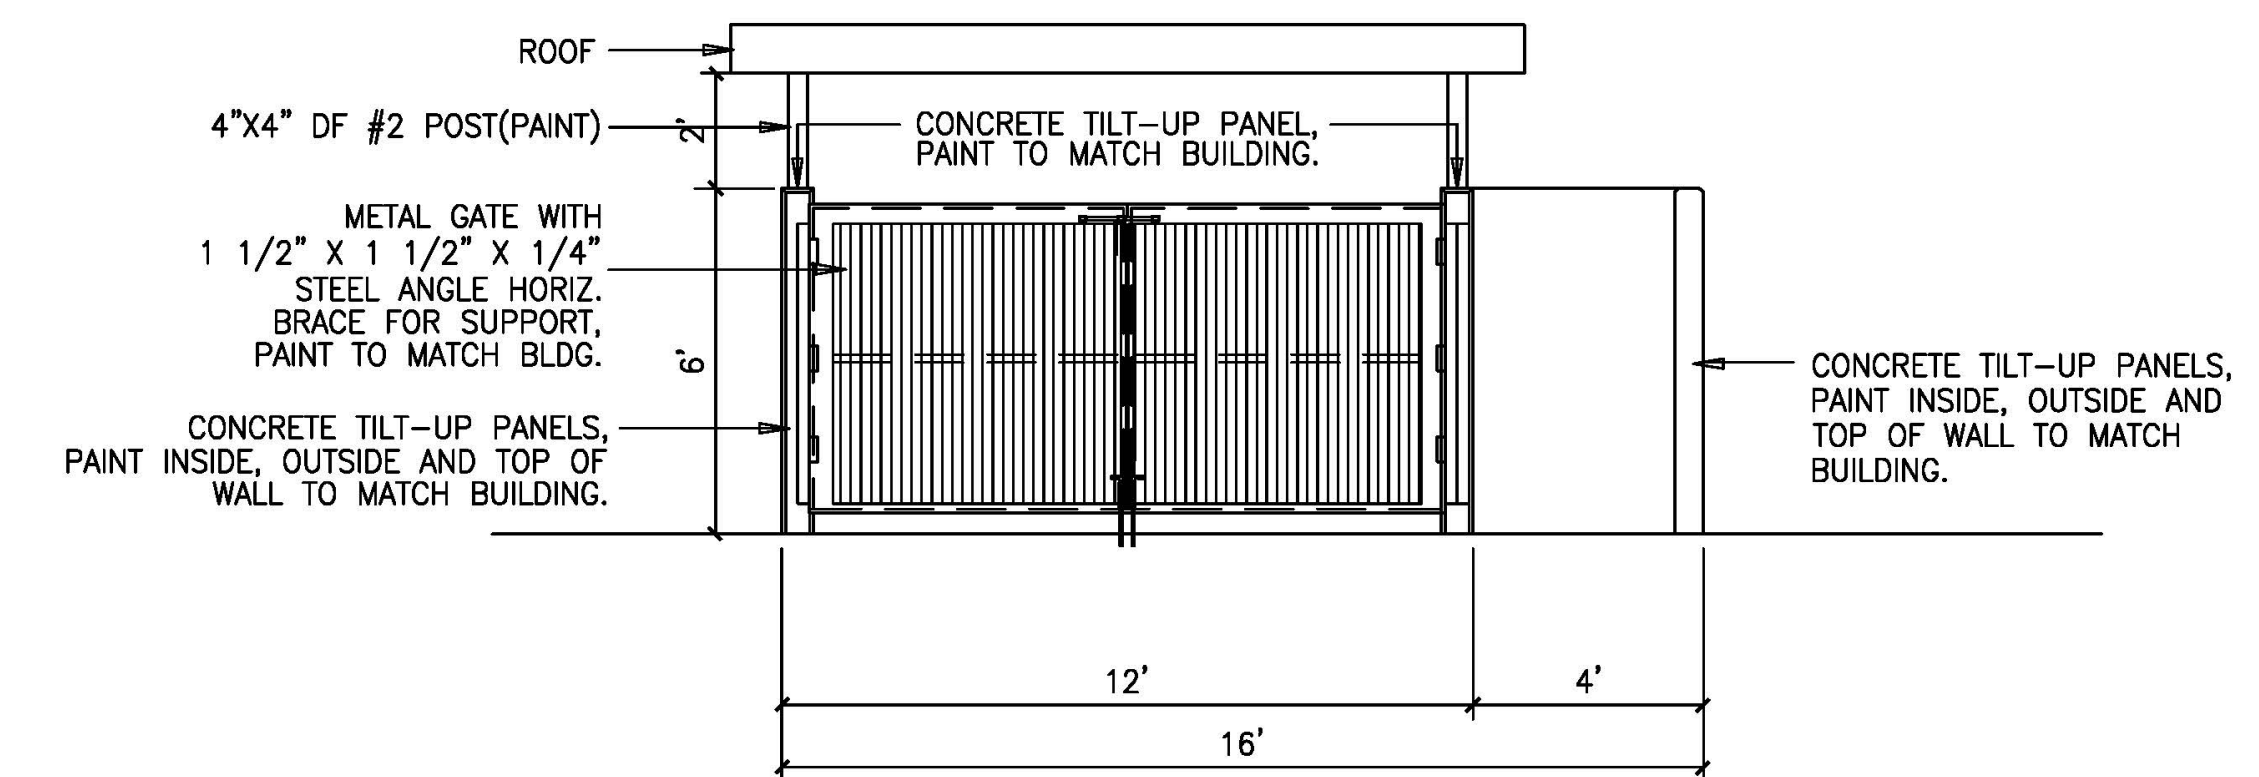 ROOF
4"X4" DF #2 POST(PAINT)
2'
CONCRETE TILT-UP PANEL,
PAINT TO MATCH BUILDING.
METAL GATE WITH
1 1/2" X 1 1/2" X 1/4"
STEEL ANGLE HORIZ.
BRACE FOR SUPPORT,
PAINT TO MATCH BLDG.
6'
CONCRETE TILT-UP PANELS,
PAINT INSIDE, OUTSIDE AND TOP OF
WALL TO MATCH BUILDING.
CONCRETE TILT-UP PANELS,
PAINT INSIDE, OUTSIDE AND
TOP OF WALL TO MATCH
BUILDING.
12'
4'
16'